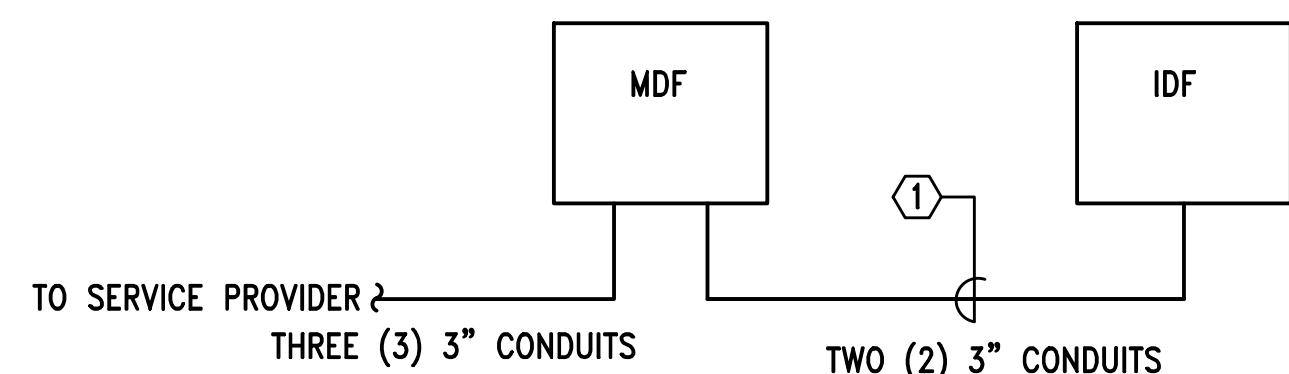 MDF
IDF
1
TO SERVICE PROVIDER
THREE (3) 3” CONDUITS
TWO (2) 3” CONDUITS